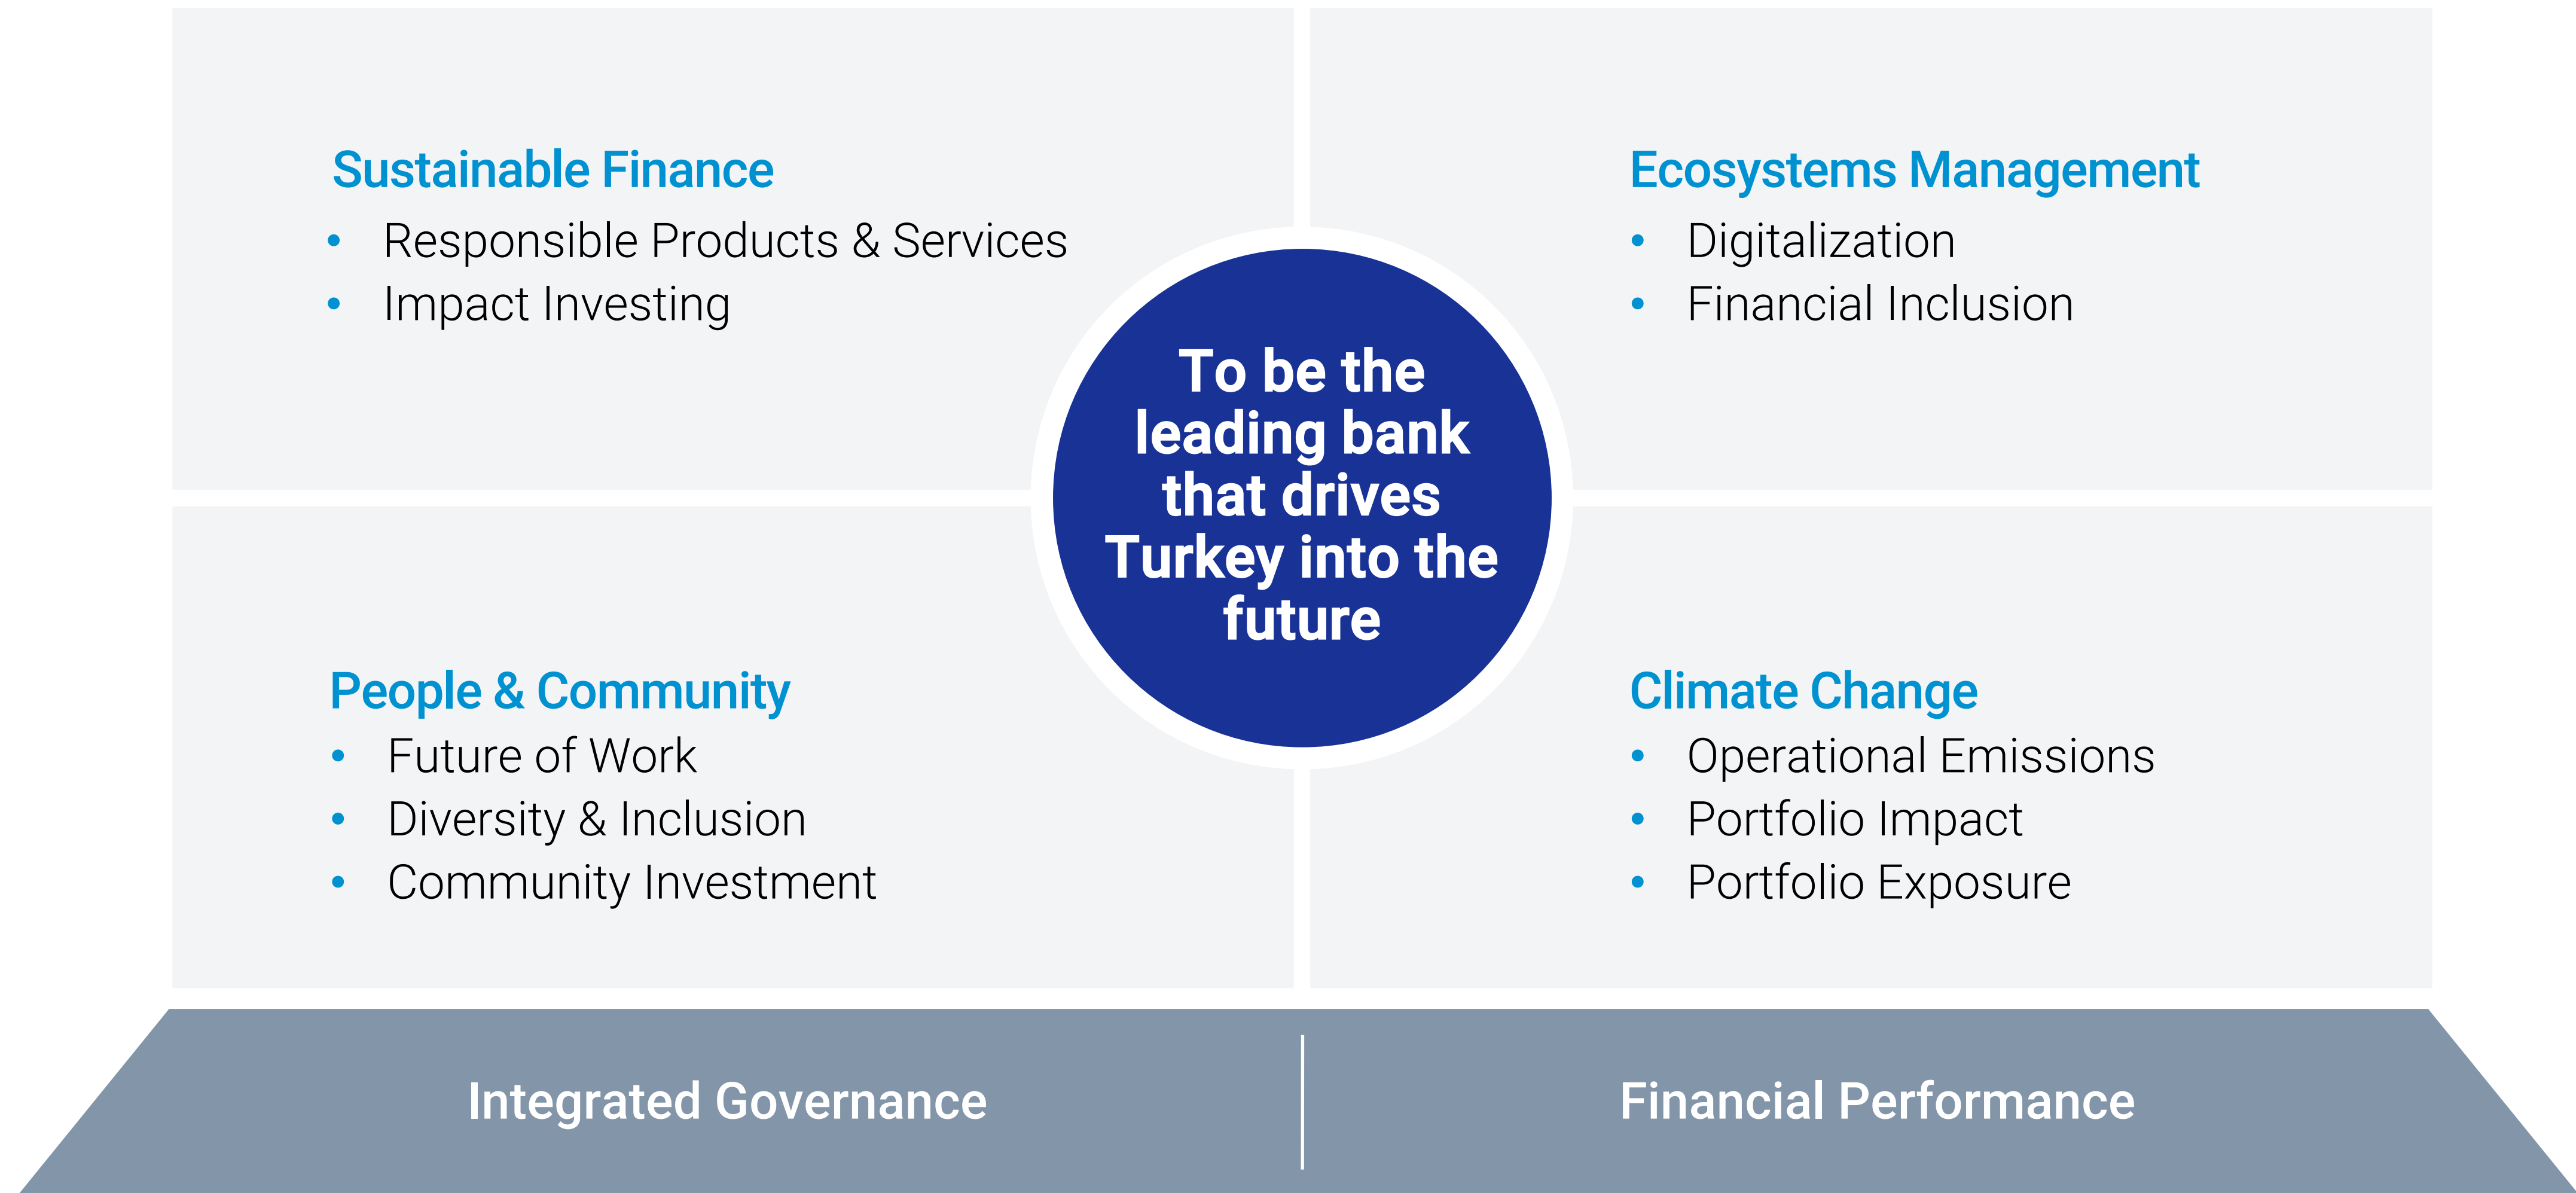 Sustainable Finance
• Responsible Products & Services
• Impact Investing
Ecosystems Management
• Digitalization
• Financial Inclusion
To be the
leading bank
that drives
Turkey into the
future
People & Community
• Future of Work
• Diversity & Inclusion
• Community Investment
Climate Change
• Operational Emissions
• Portfolio Impact
• Portfolio Exposure
Integrated Governance
Financial Performance